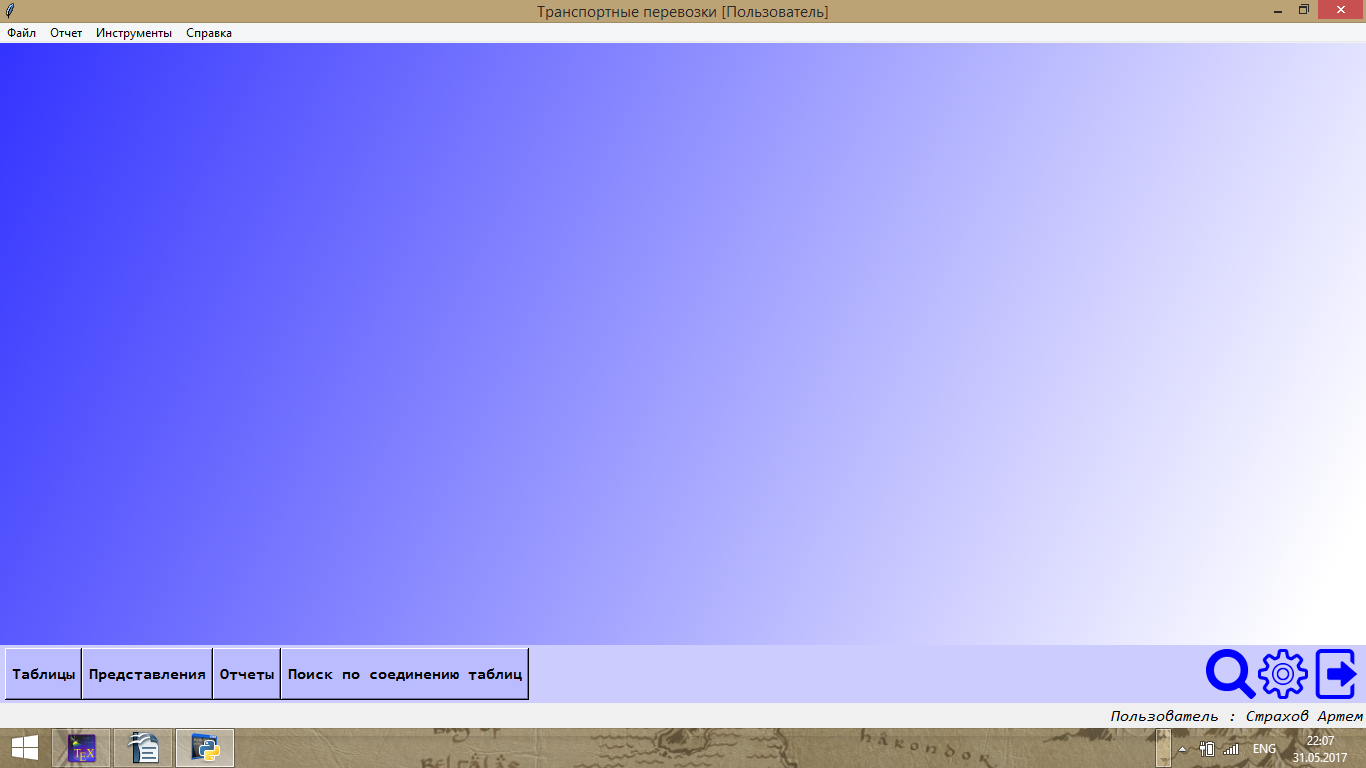 Транспортные перевозки [Пользователь]
Файл Отчет Инструменты Справка
Таблицы Представления Отчеты Поиск по соединению таблиц
Пользователь : Страхов Артем
TEX
hákondor
ENG
22:07
31.05.2017